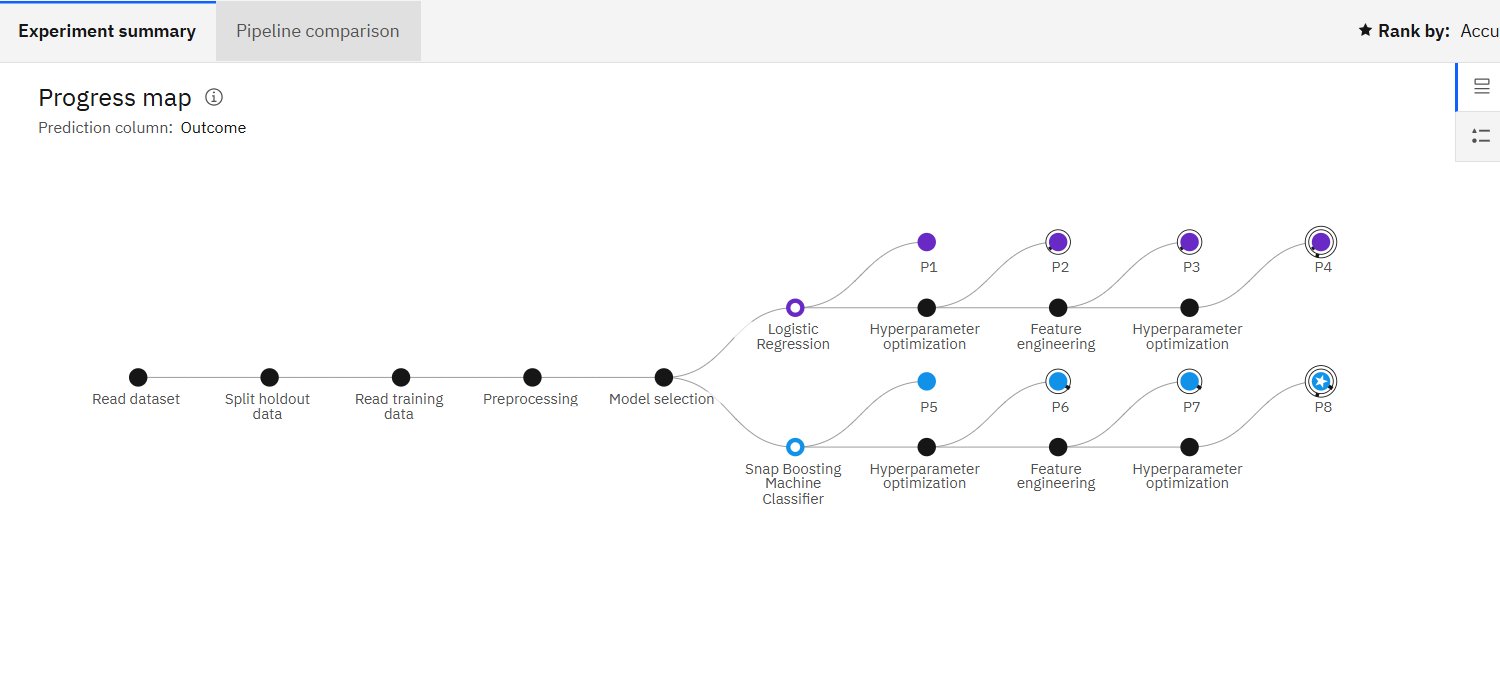 Experiment summary
Pipeline comparison
Rank by: Accu
Progress map
Prediction column: Outcome
P1
P2
P3
P4
Logistic
Regression
Hyperparameter
optimization
Feature
engineering
Hyperparameter
optimization
Read dataset
Split holdout
data
Read training
data
Preprocessing
Model selection
P5
P6
P7
P8
Snap Boosting
Machine
Classifier
Hyperparameter
optimization
Feature
engineering
Hyperparameter
optimization